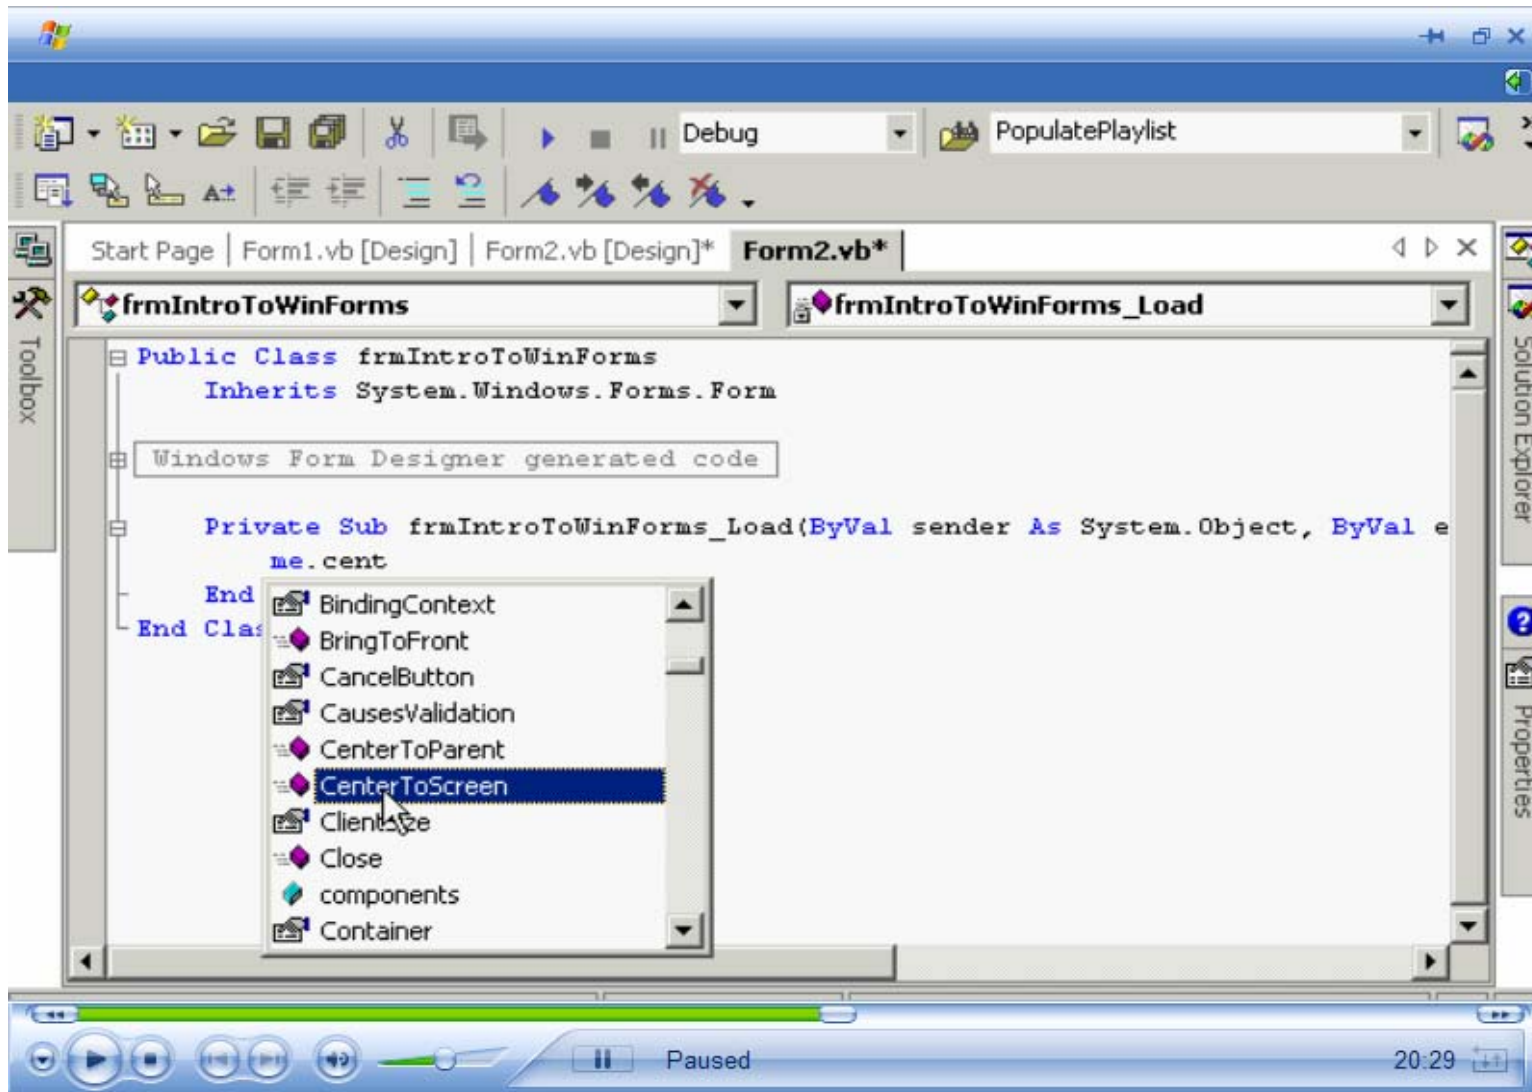 Debug PopulatePlaylist
Start Page Form1.vb [Design] Form2.vb [Design]* Form2.vb*
frmIntroToWinForms frmIntroToWinForms_Load
Toolbox
Public Class frmIntroToWinForms
Inherits System.Windows.Forms.Form
Windows Form Designer generated code
Private Sub frmIntroToWinForms_Load(ByVal sender As System.Object, ByVal e
me.cent
End
End Clas
BindingContext
BringToFront
CancelButton
CausesValidation
CenterToParent
CenterToScreen
ClientSize
Close
components
Container
Solution Explorer
Properties
Paused 20:29